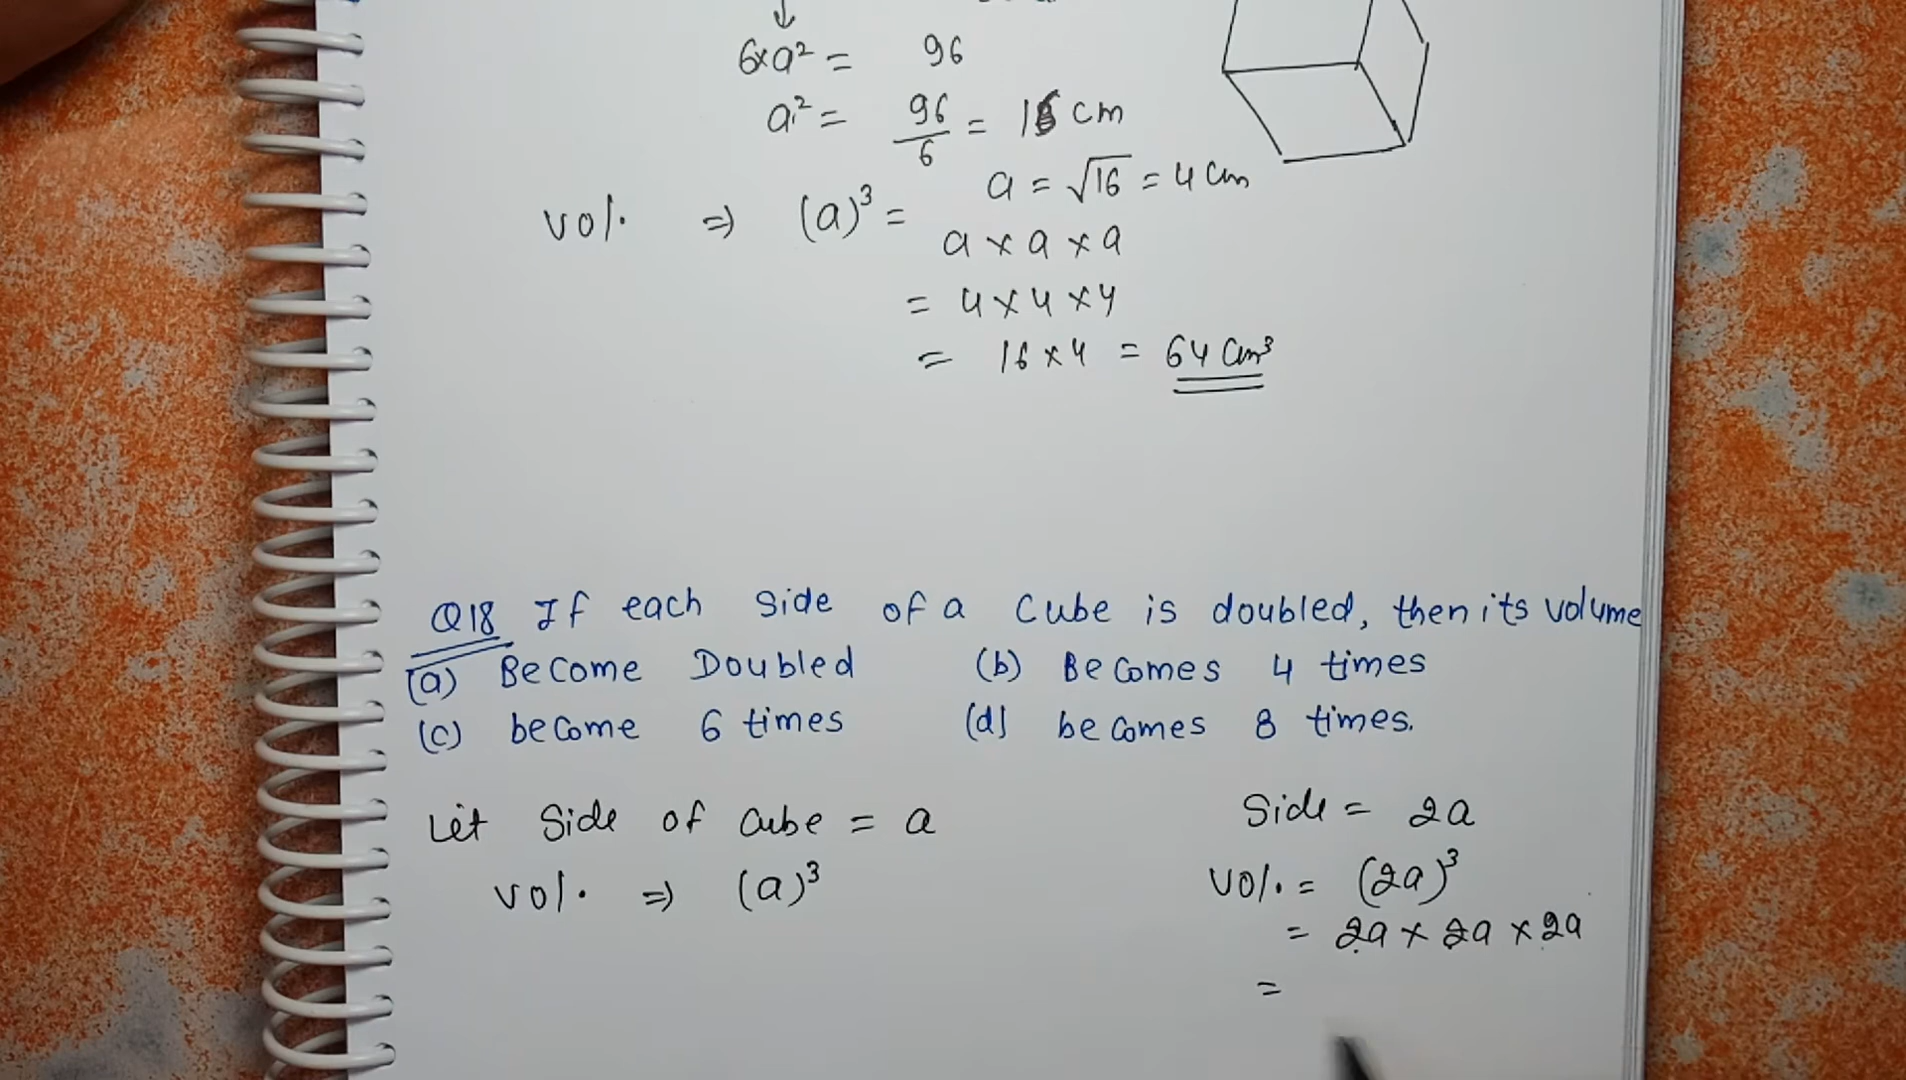 ↓
6×a² = 96
a² = 96/6 = 16 cm
a = √16 = 4 cm
vol. ⇒ (a)³ = a × a × a
= 4 × 4 × 4
= 16 × 4 = 64 cm³
Q18 If each side of a cube is doubled, then its volume
(a) Become Doubled (b) Becomes 4 times
(c) become 6 times (d) becomes 8 times.
Let Side of cube = a
vol. ⇒ (a)³
Side = 2a
vol. = (2a)³
= 2a × 2a × 2a
=